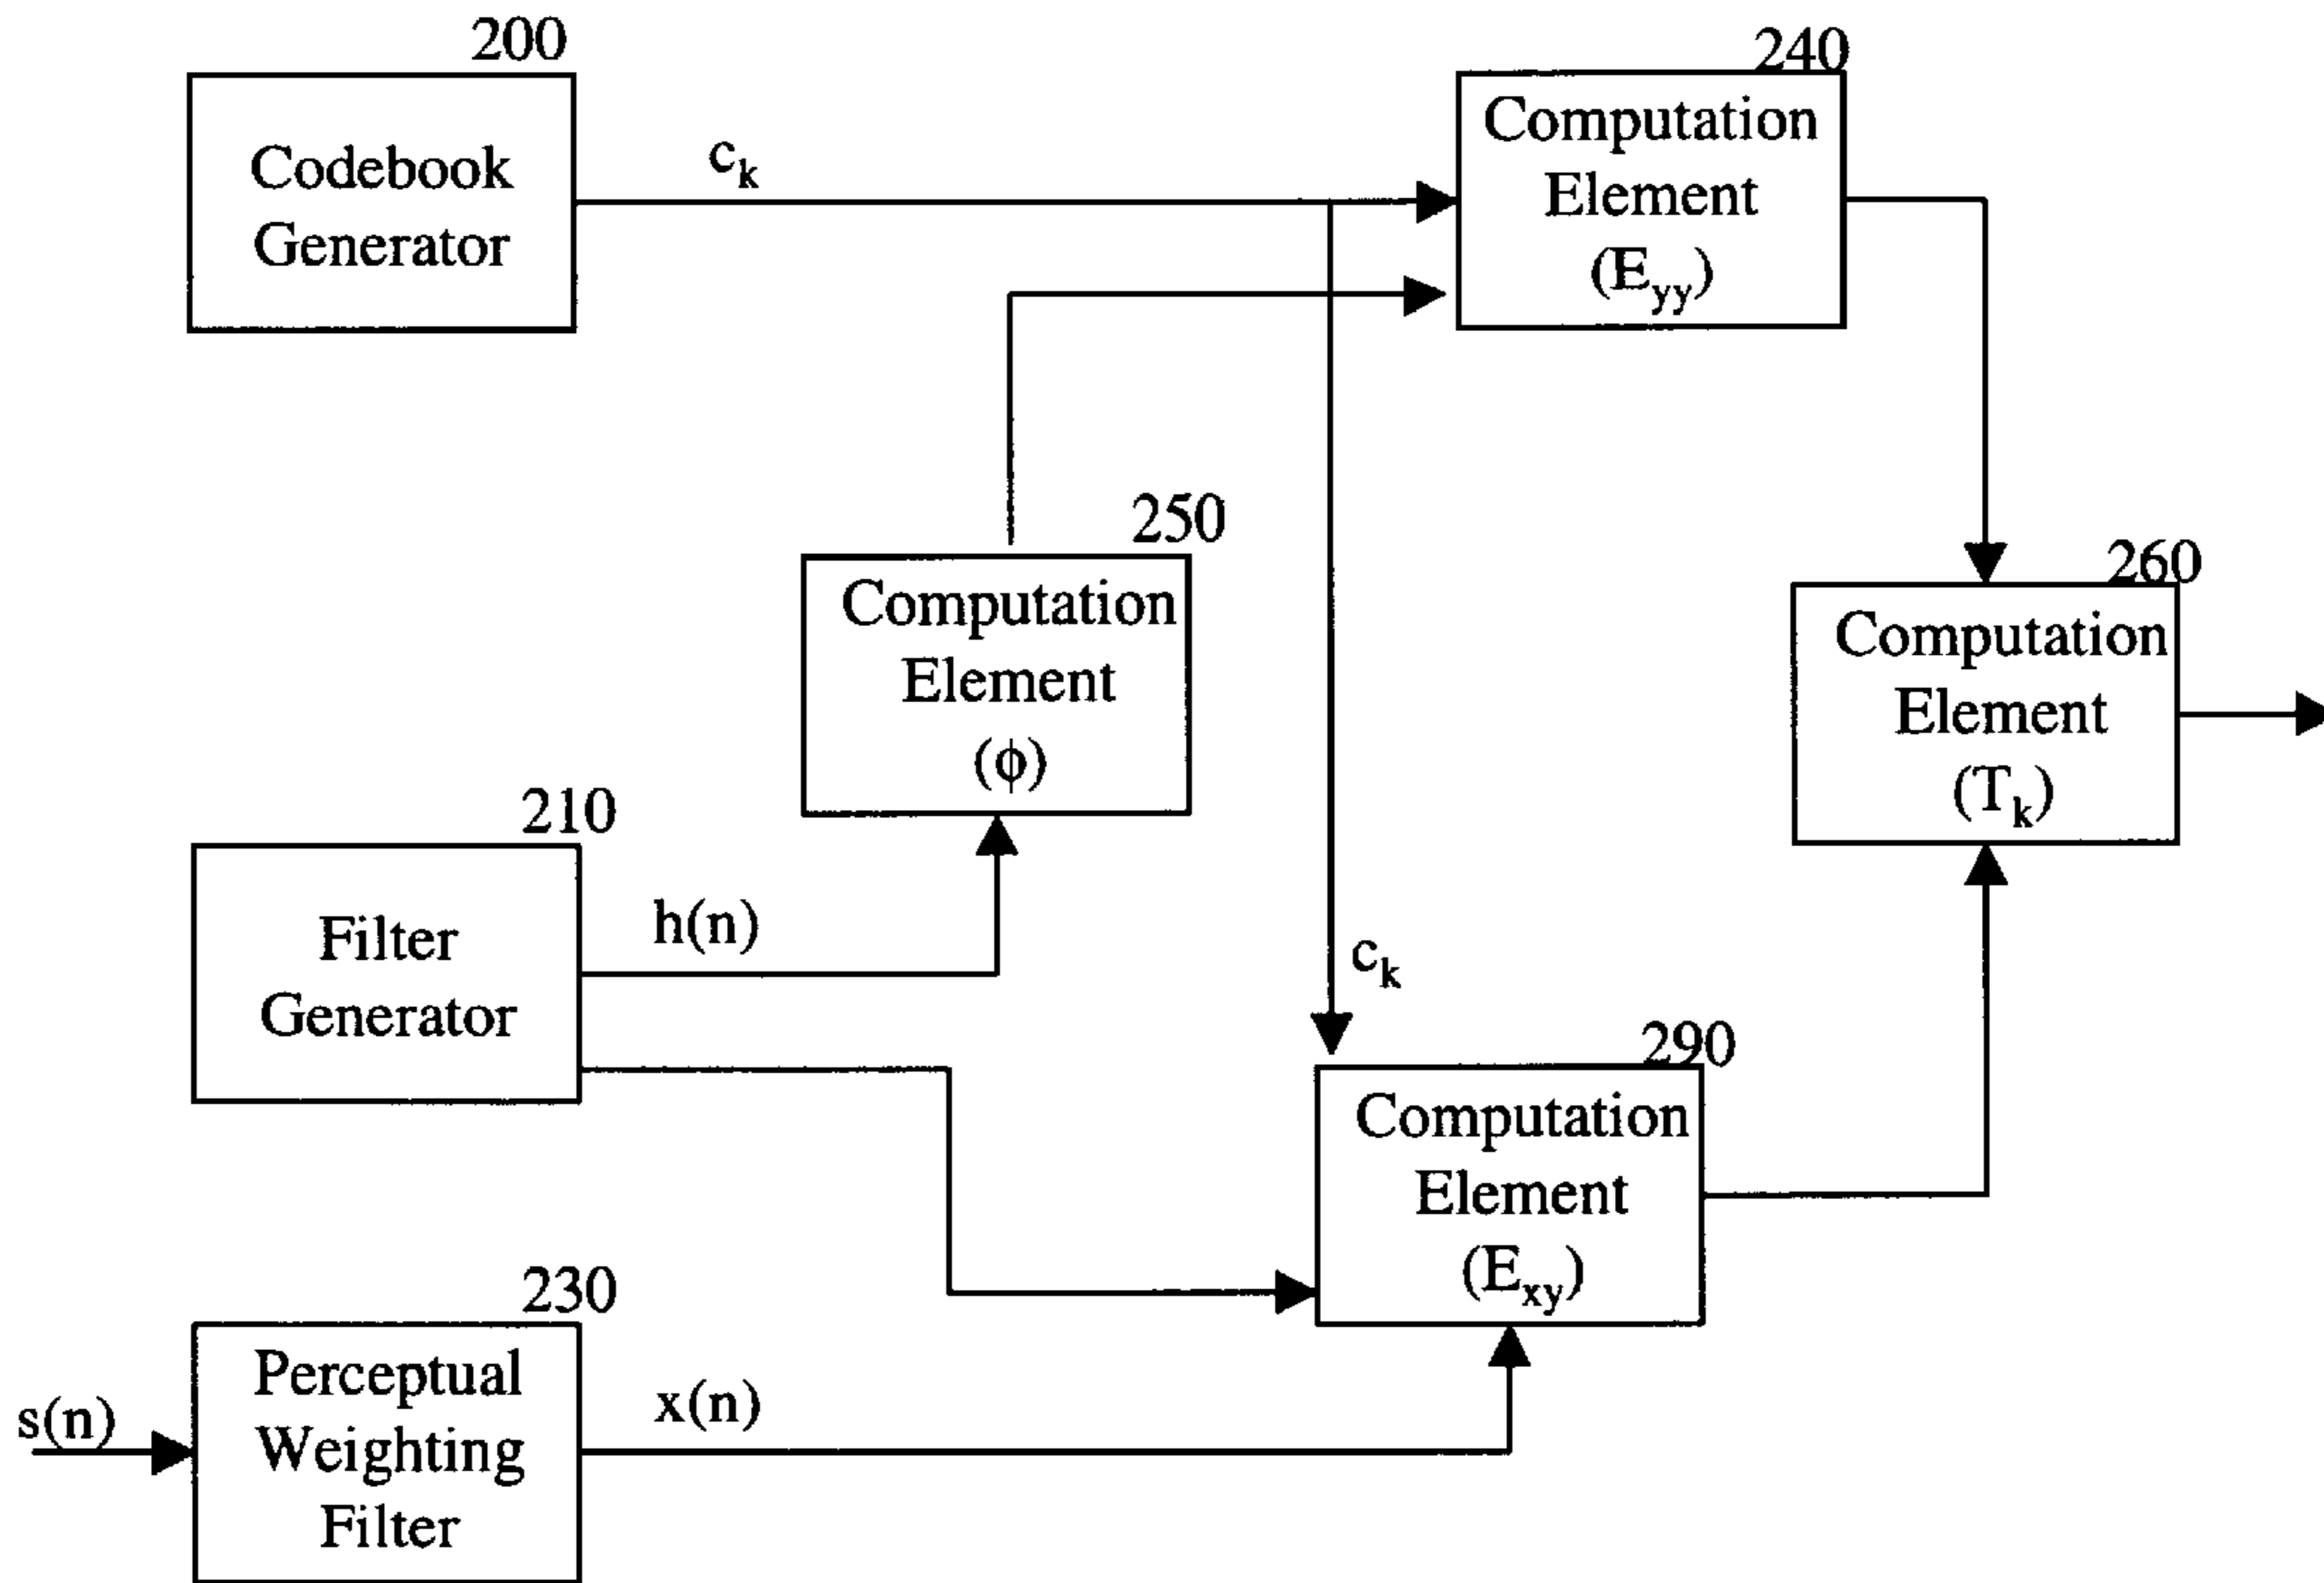 200
Codebook
Generator
c_k
240
Computation
Element
(E_yy)
250
Computation
Element
(ϕ)
260
Computation
Element
(T_k)
210
Filter
Generator
h(n)
c_k
290
Computation
Element
(E_xy)
230
Perceptual
Weighting
Filter
s(n)
x(n)